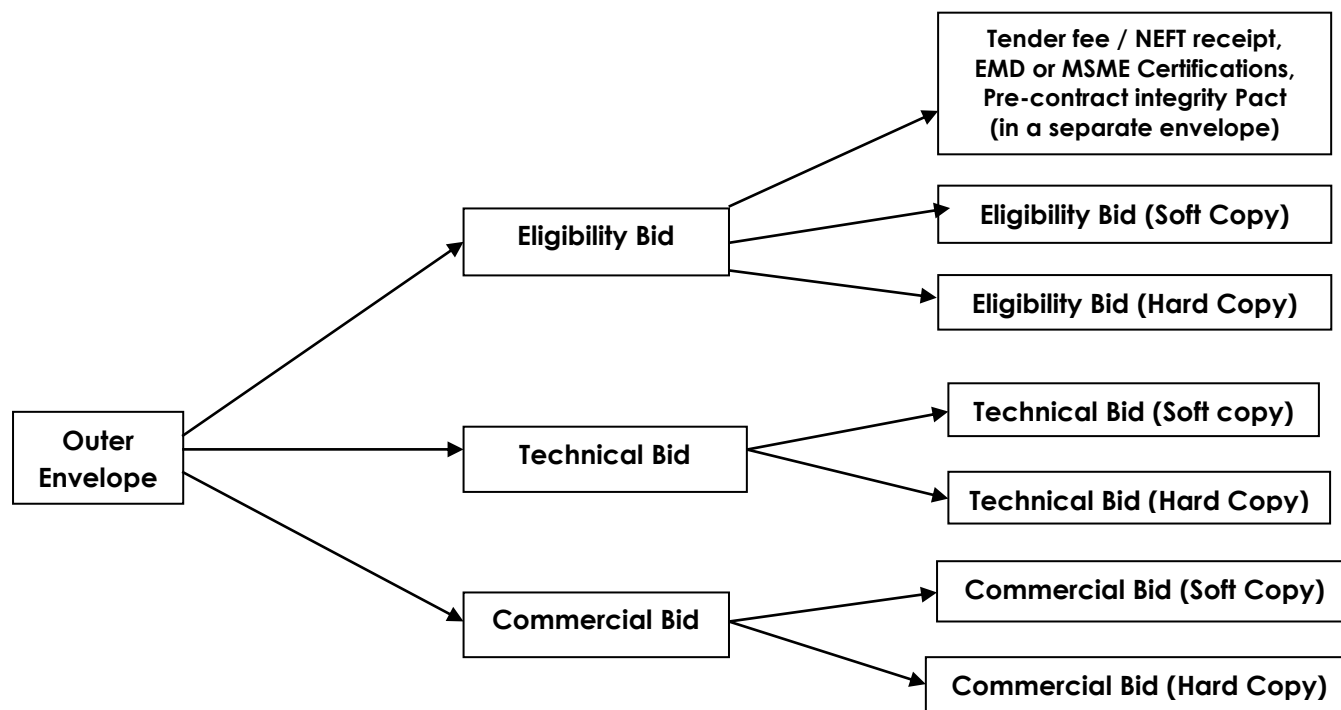 Tender fee / NEFT receipt,
EMD or MSME Certifications,
Pre-contract integrity Pact
(in a separate envelope)
Eligibility Bid
Eligibility Bid (Soft Copy)
Eligibility Bid (Hard Copy)
Outer
Envelope
Technical Bid
Technical Bid (Soft copy)
Technical Bid (Hard Copy)
Commercial Bid
Commercial Bid (Soft Copy)
Commercial Bid (Hard Copy)